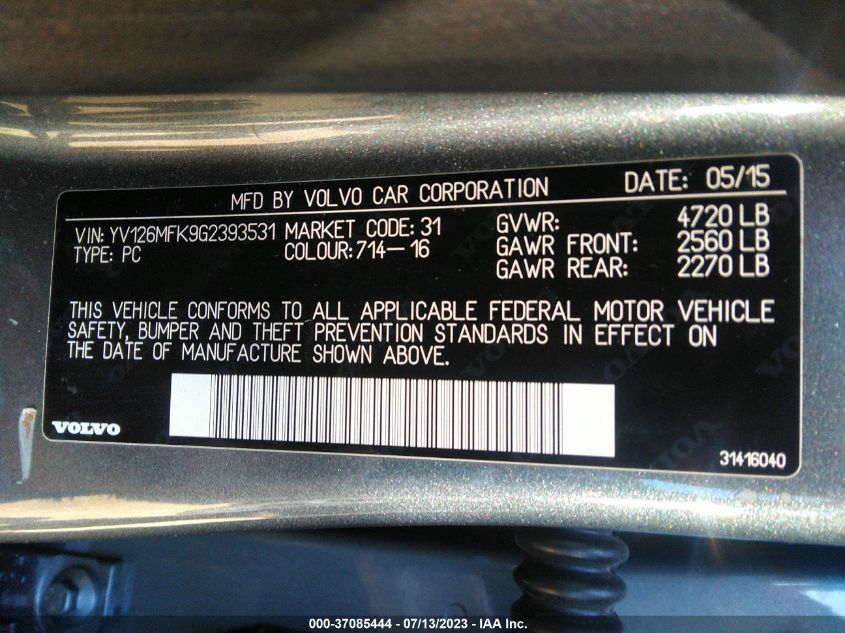 MFD BY VOLVO CAR CORPORATION DATE: 05/15
VIN: YV126MFK9G2393531 MARKET CODE: 31 GVWR: 4720 LB
TYPE: PC COLOUR: 714-16 GAWR FRONT: 2560 LB
GAWR REAR: 2270 LB
THIS VEHICLE CONFORMS TO ALL APPLICABLE FEDERAL MOTOR VEHICLE
SAFETY, BUMPER AND THEFT PREVENTION STANDARDS IN EFFECT ON
THE DATE OF MANUFACTURE SHOWN ABOVE.
VOLVO
31416040
000-37085444 - 07/13/2023 - IAA Inc.